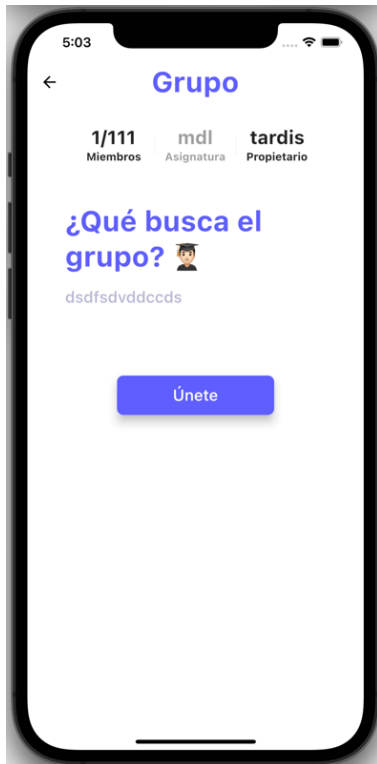 5:03
Grupo
1/111 mdl tardis
Miembros Asignatura Propietario
¿Qué busca el
grupo? 👨🏻‍🎓
dsdfsdvddccds
Únete